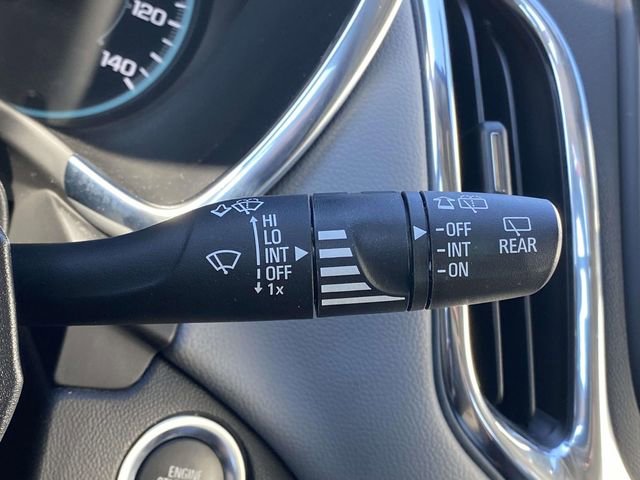 120
140
HI
LO
INT
OFF
1x
-OFF
-INT
-ON
REAR
ENGINE